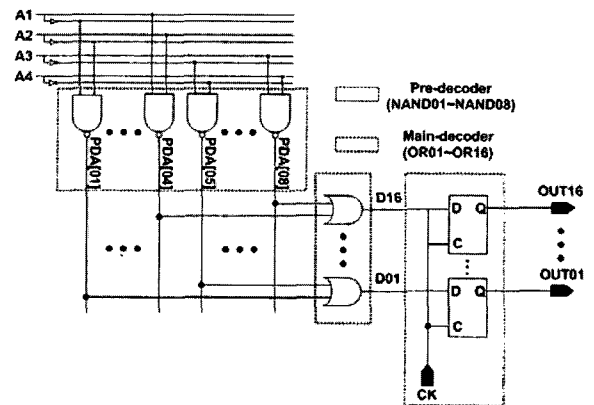 A1
A2
A3
A4
Pre-decoder
(NAND01~NAND08)
PDA[01]
PDA[04]
PDA[05]
PDA[08]
Main-decoder
(OR01~OR16)
D16
D Q
C
OUT16
D01
D Q
C
OUT01
CK